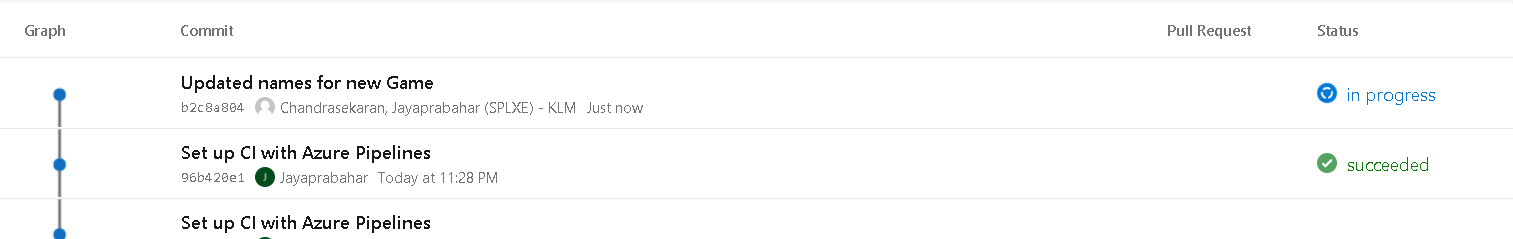 Graph Commit Pull Request Status
Updated names for new Game
b2c8a804 Chandrasekaran, Jayaprabahar (SPLXE) - KLM Just now in progress
Set up CI with Azure Pipelines
96b420e1 J Jayaprabahar Today at 11:28 PM succeeded
Set up CI with Azure Pipelines